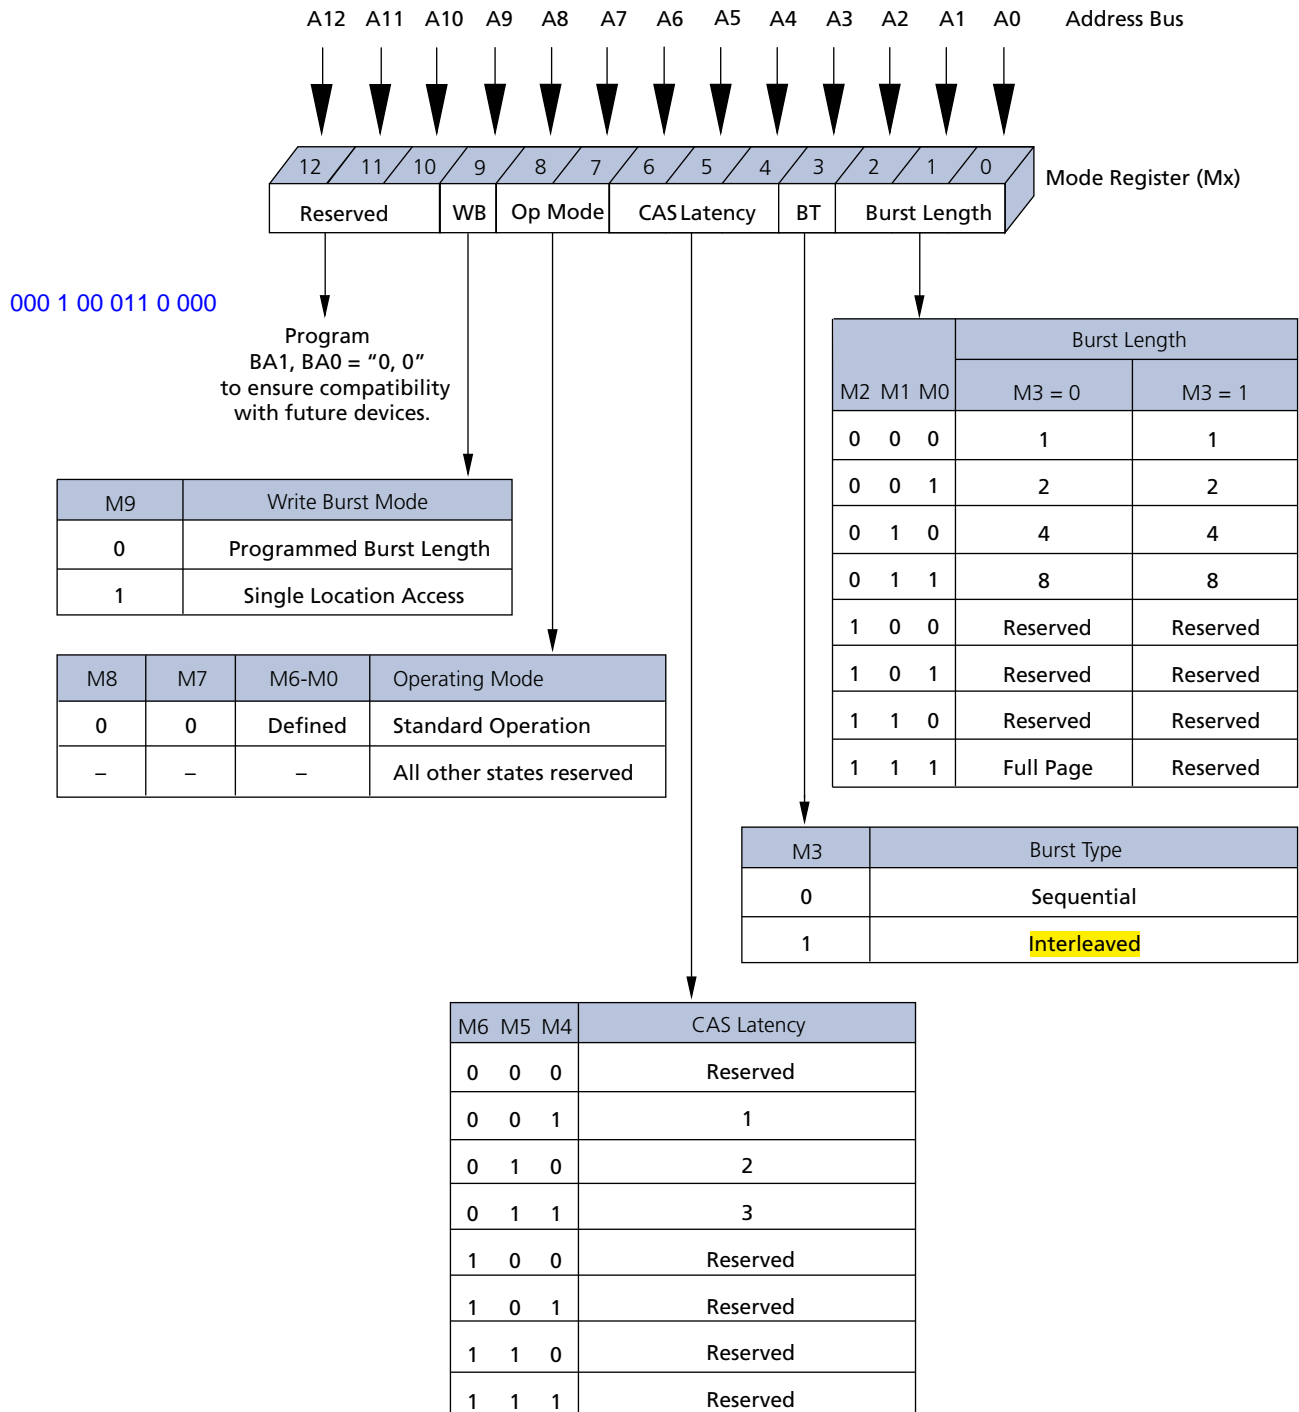 A12 A11 A10 A9 A8 A7 A6 A5 A4 A3 A2 A1 A0 Address Bus
12 11 10 9 8 7 6 5 4 3 2 1 0
Mode Register (Mx)
Reserved WB Op Mode CAS Latency BT Burst Length
000 1 00 011 0 000
Program
BA1, BA0 = “0, 0”
to ensure compatibility
with future devices.
Burst Length
M2 M1 M0 M3 = 0 M3 = 1
0 0 0 1 1
0 0 1 2 2
0 1 0 4 4
0 1 1 8 8
1 0 0 Reserved Reserved
1 0 1 Reserved Reserved
1 1 0 Reserved Reserved
1 1 1 Full Page Reserved
M9 Write Burst Mode
0 Programmed Burst Length
1 Single Location Access
M8 M7 M6-M0 Operating Mode
0 0 Defined Standard Operation
– – – All other states reserved
M3 Burst Type
0 Sequential
1 Interleaved
M6 M5 M4 CAS Latency
0 0 0 Reserved
0 0 1 1
0 1 0 2
0 1 1 3
1 0 0 Reserved
1 0 1 Reserved
1 1 0 Reserved
1 1 1 Reserved